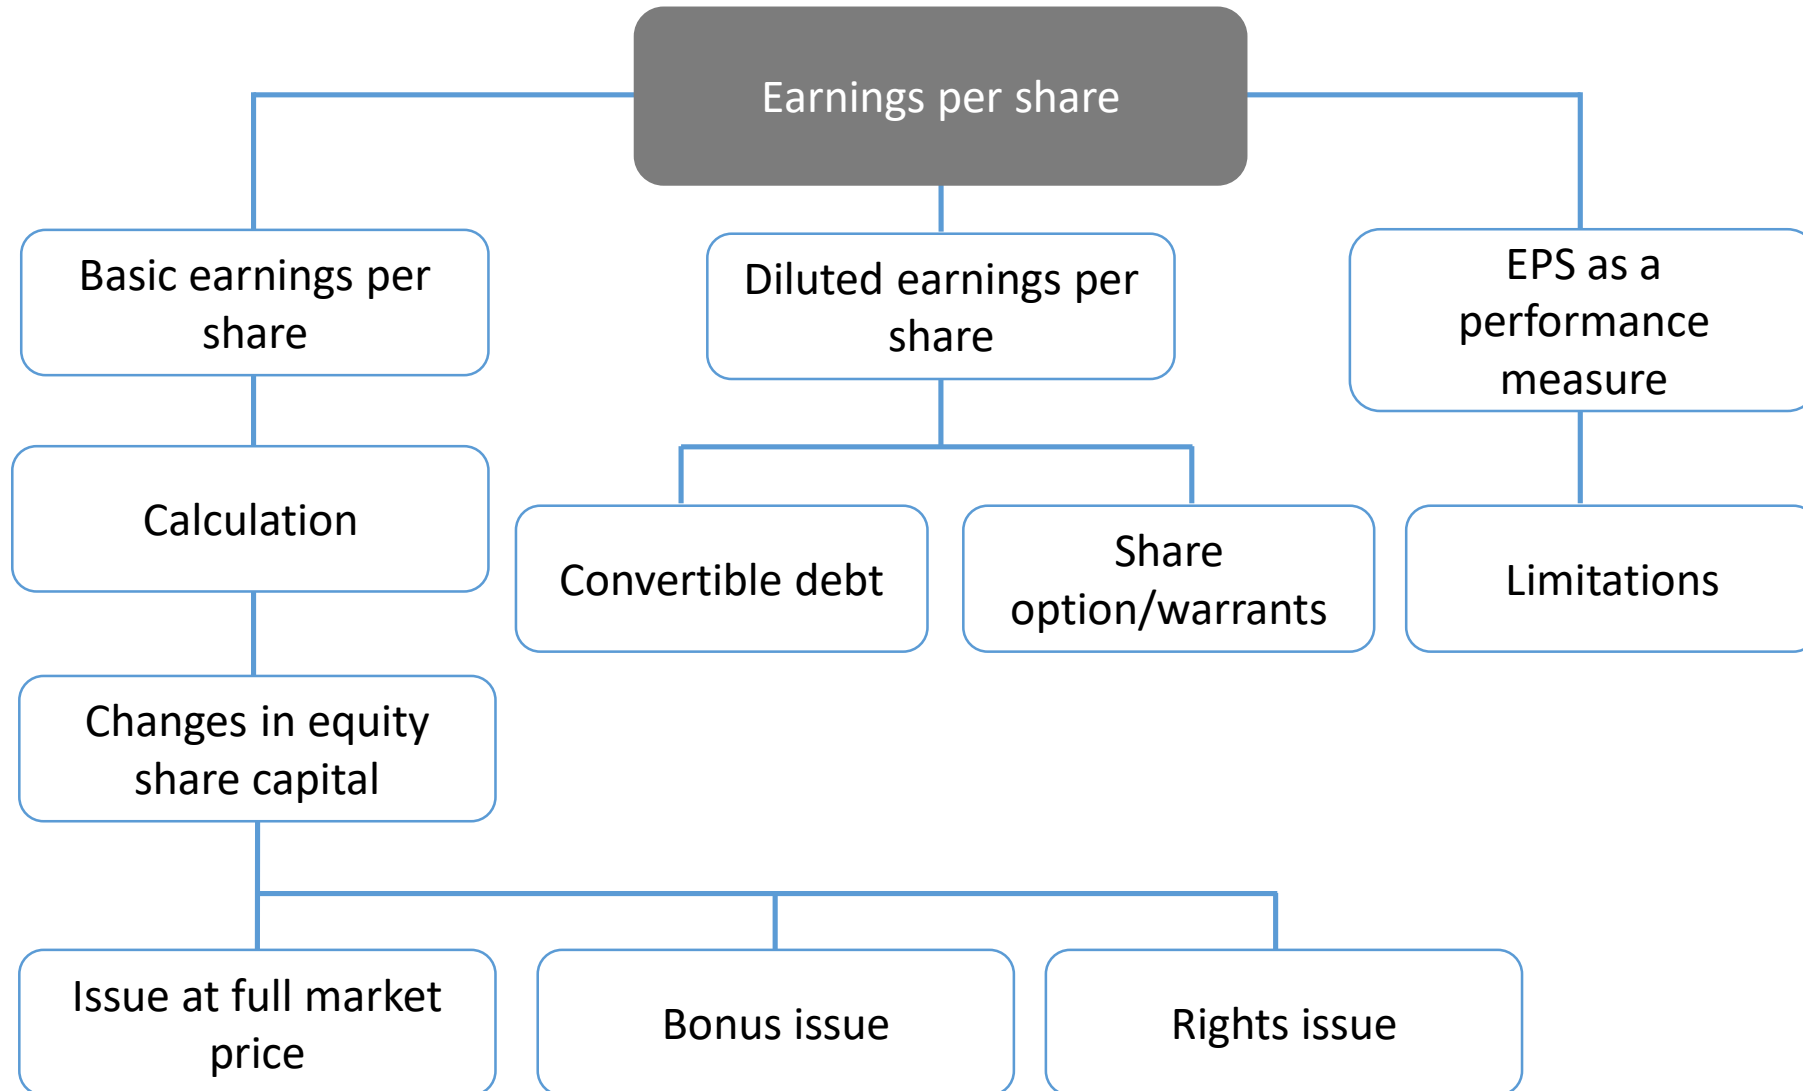 Earnings per share
Basic earnings per
share
Diluted earnings per
share
EPS as a
performance
measure
Calculation
Convertible debt
Share
option/warrants
Limitations
Changes in equity
share capital
Issue at full market
price
Bonus issue
Rights issue